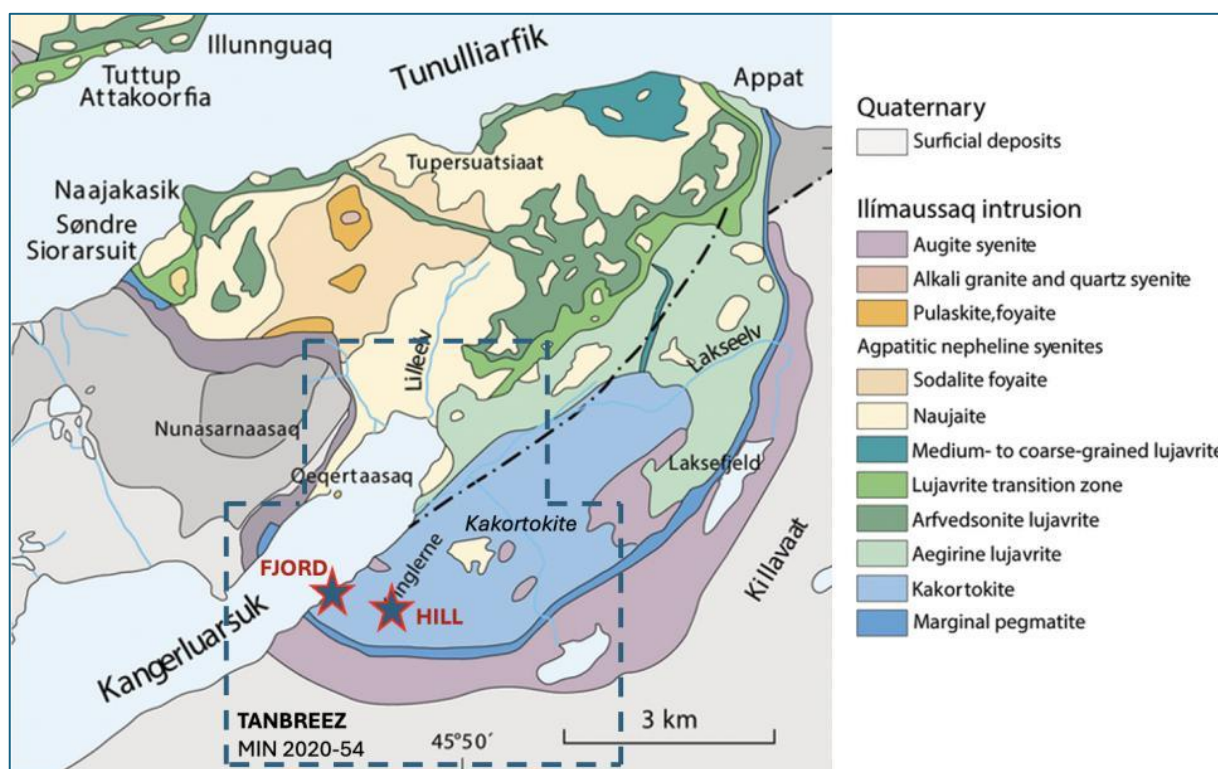 Illunnguaq
Tunulliarfik
Tuttup
Attakoorfia
Appat
Tupersuatsiaat
Naajakasik
Søndre
Siorarsuit
Lilleelv
Lakseelv
Nunasarnaasaq
Qeqertaasaq
Laksefjeld
Kakortokite
Killavaat
FJORD
HILL
Kangerluarsuk
TANBREEZ
MIN 2020-54
45°50´
3 km
Quaternary
Surficial deposits
Ilímaussaq intrusion
Augite syenite
Alkali granite and quartz syenite
Pulaskite,foyaite
Agpatitic nepheline syenites
Sodalite foyaite
Naujaite
Medium- to coarse-grained lujavrite
Lujavrite transition zone
Arfvedsonite lujavrite
Aegirine lujavrite
Kakortokite
Marginal pegmatite